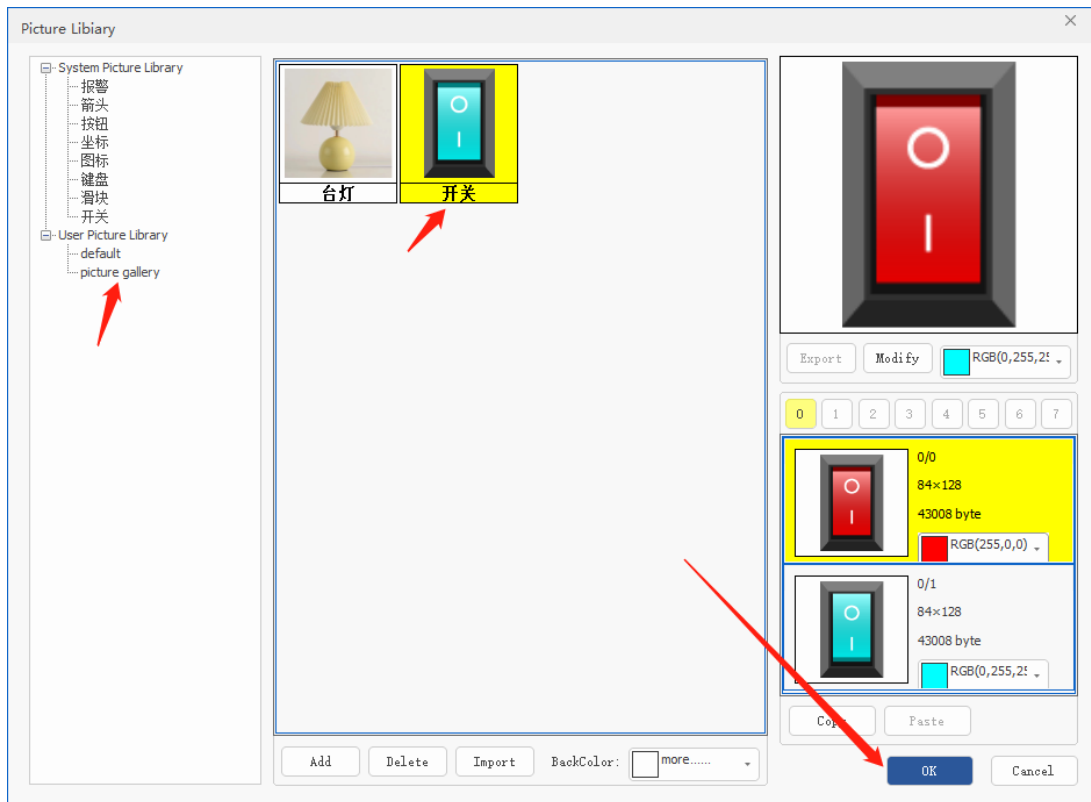 Picture Libiary
System Picture Library
报警
箭头
按钮
坐标
图标
键盘
滑块
开关
User Picture Library
default
picture gallery
台灯
开关
Export
Modify
RGB(0,255,25
0 1 2 3 4 5 6 7
0/0
84×128
43008 byte
RGB(255,0,0)
0/1
84×128
43008 byte
RGB(0,255,25
Copy
Paste
Add
Delete
Import
BackColor:
more......
OK
Cancel